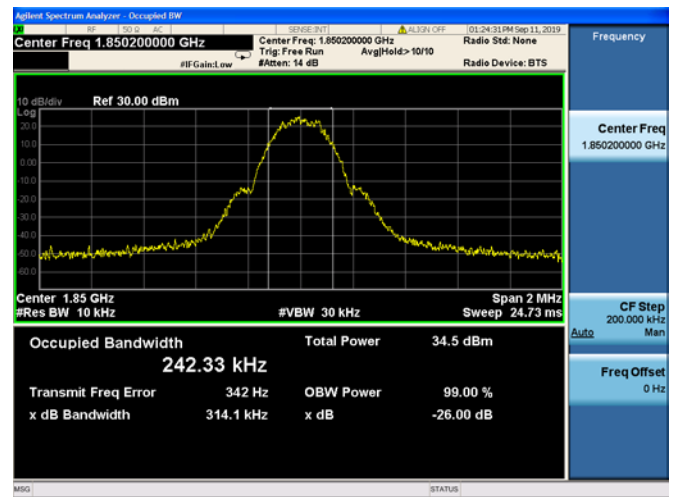 Agilent Spectrum Analyzer - Occupied BW
RF 50 Ω AC SENSE:INT ALIGN OFF 01:24:31 PM Sep 11, 2019
Center Freq 1.850200000 GHz
Center Freq: 1.850200000 GHz
Radio Std: None
Trig: Free Run Avg|Hold:> 10/10
#IFGain:Low #Atten: 14 dB Radio Device: BTS
10 dB/div Ref 30.00 dBm
Log
20.0
10.0
0.00
-10.0
-20.0
-30.0
-40.0
-50.0
-60.0
Center 1.85 GHz Span 2 MHz
#Res BW 10 kHz #VBW 30 kHz Sweep 24.73 ms
Occupied Bandwidth Total Power 34.5 dBm
242.33 kHz
Transmit Freq Error 342 Hz OBW Power 99.00 %
x dB Bandwidth 314.1 kHz x dB -26.00 dB
MSG STATUS
Frequency
Center Freq
1.850200000 GHz
CF Step
200.000 kHz
Auto Man
Freq Offset
0 Hz